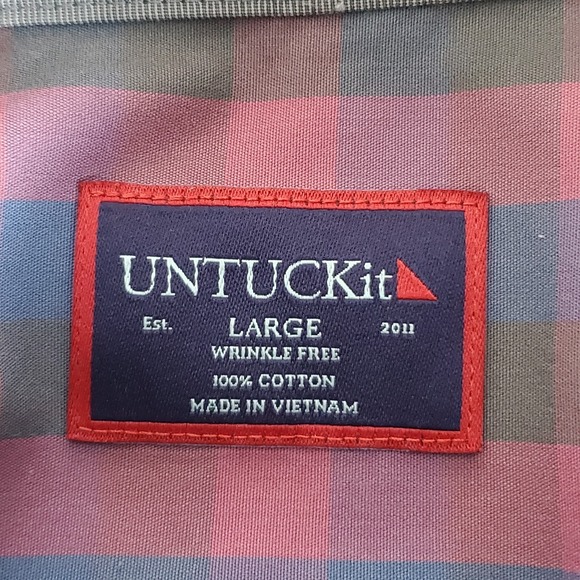 UNTUCKit
Est. LARGE 2011
WRINKLE FREE
100% COTTON
MADE IN VIETNAM